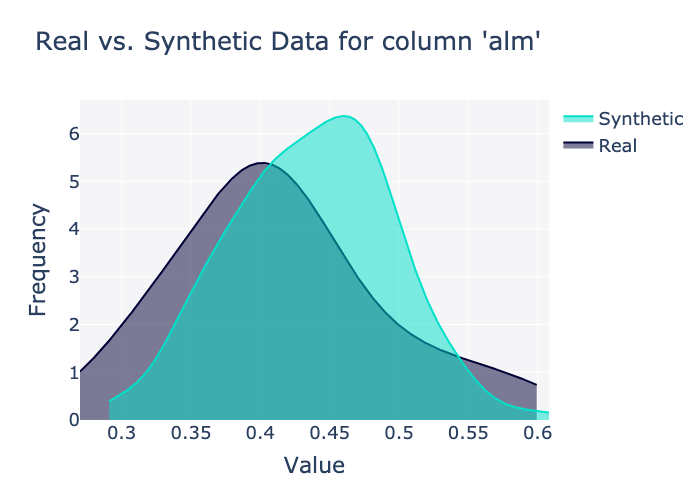 Real vs. Synthetic Data for column 'alm'
Synthetic
Real
6
5
4
3
2
1
0
Frequency
0.3 0.35 0.4 0.45 0.5 0.55 0.6
Value